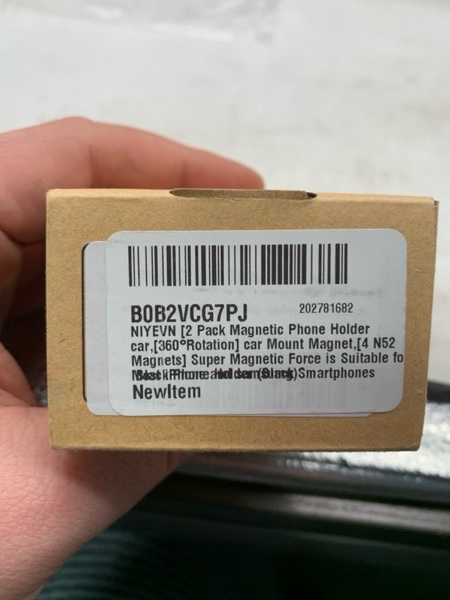 B0B2VCG7PJ 202781682
NIYEVN [2 Pack Magnetic Phone Holder
car,[360°Rotation] car Mount Magnet,[4 N52
Magnets] Super Magnetic Force is Suitable fo
Smartphones
NewItem